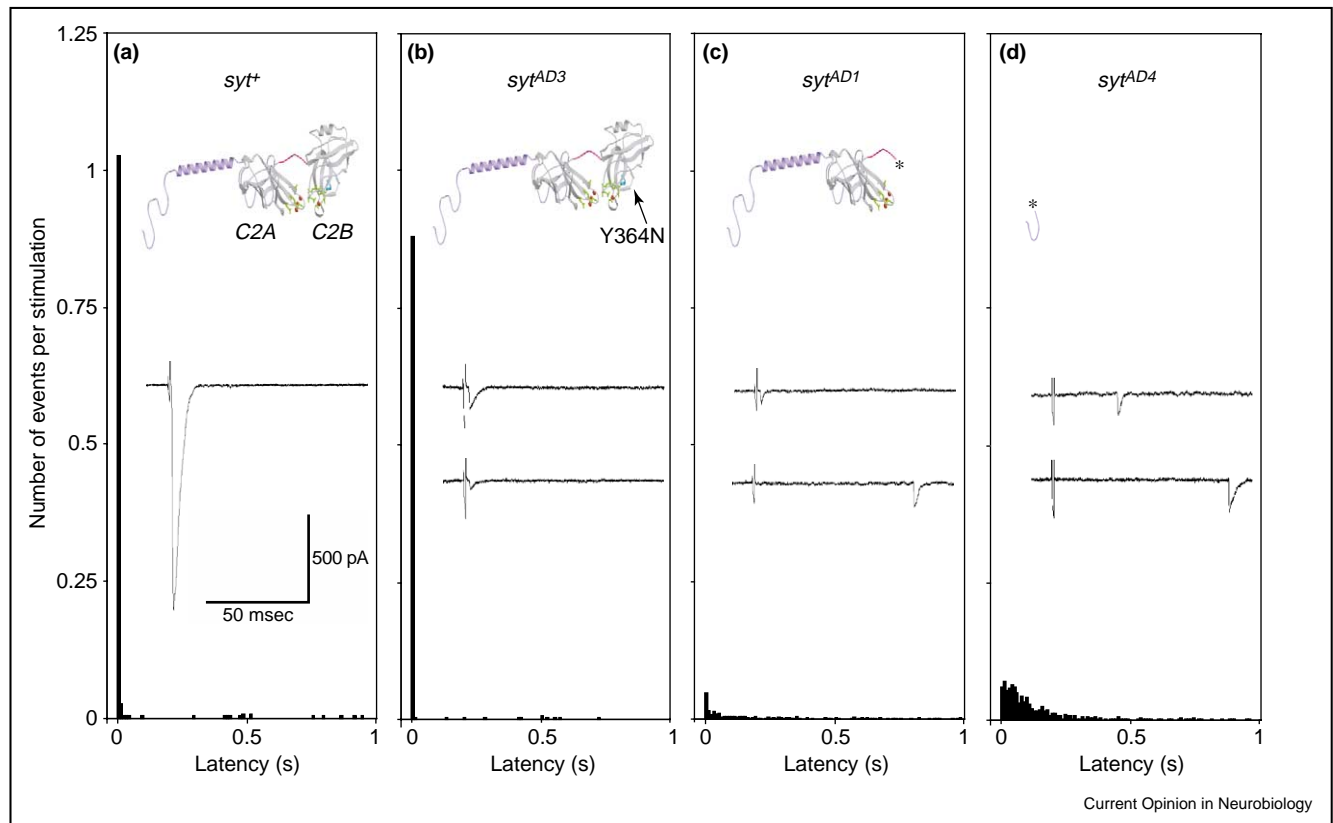 1.25
1
0.75
0.5
0.25
0
Number of events per stimulation
(a)
syt+
C2A
C2B
500 pA
50 msec
0
0.5
1
Latency (s)
(b)
sytAD3
Y364N
0
0.5
1
Latency (s)
(c)
sytAD1
*
0
0.5
1
Latency (s)
(d)
sytAD4
*
0
0.5
1
Latency (s)
Current Opinion in Neurobiology